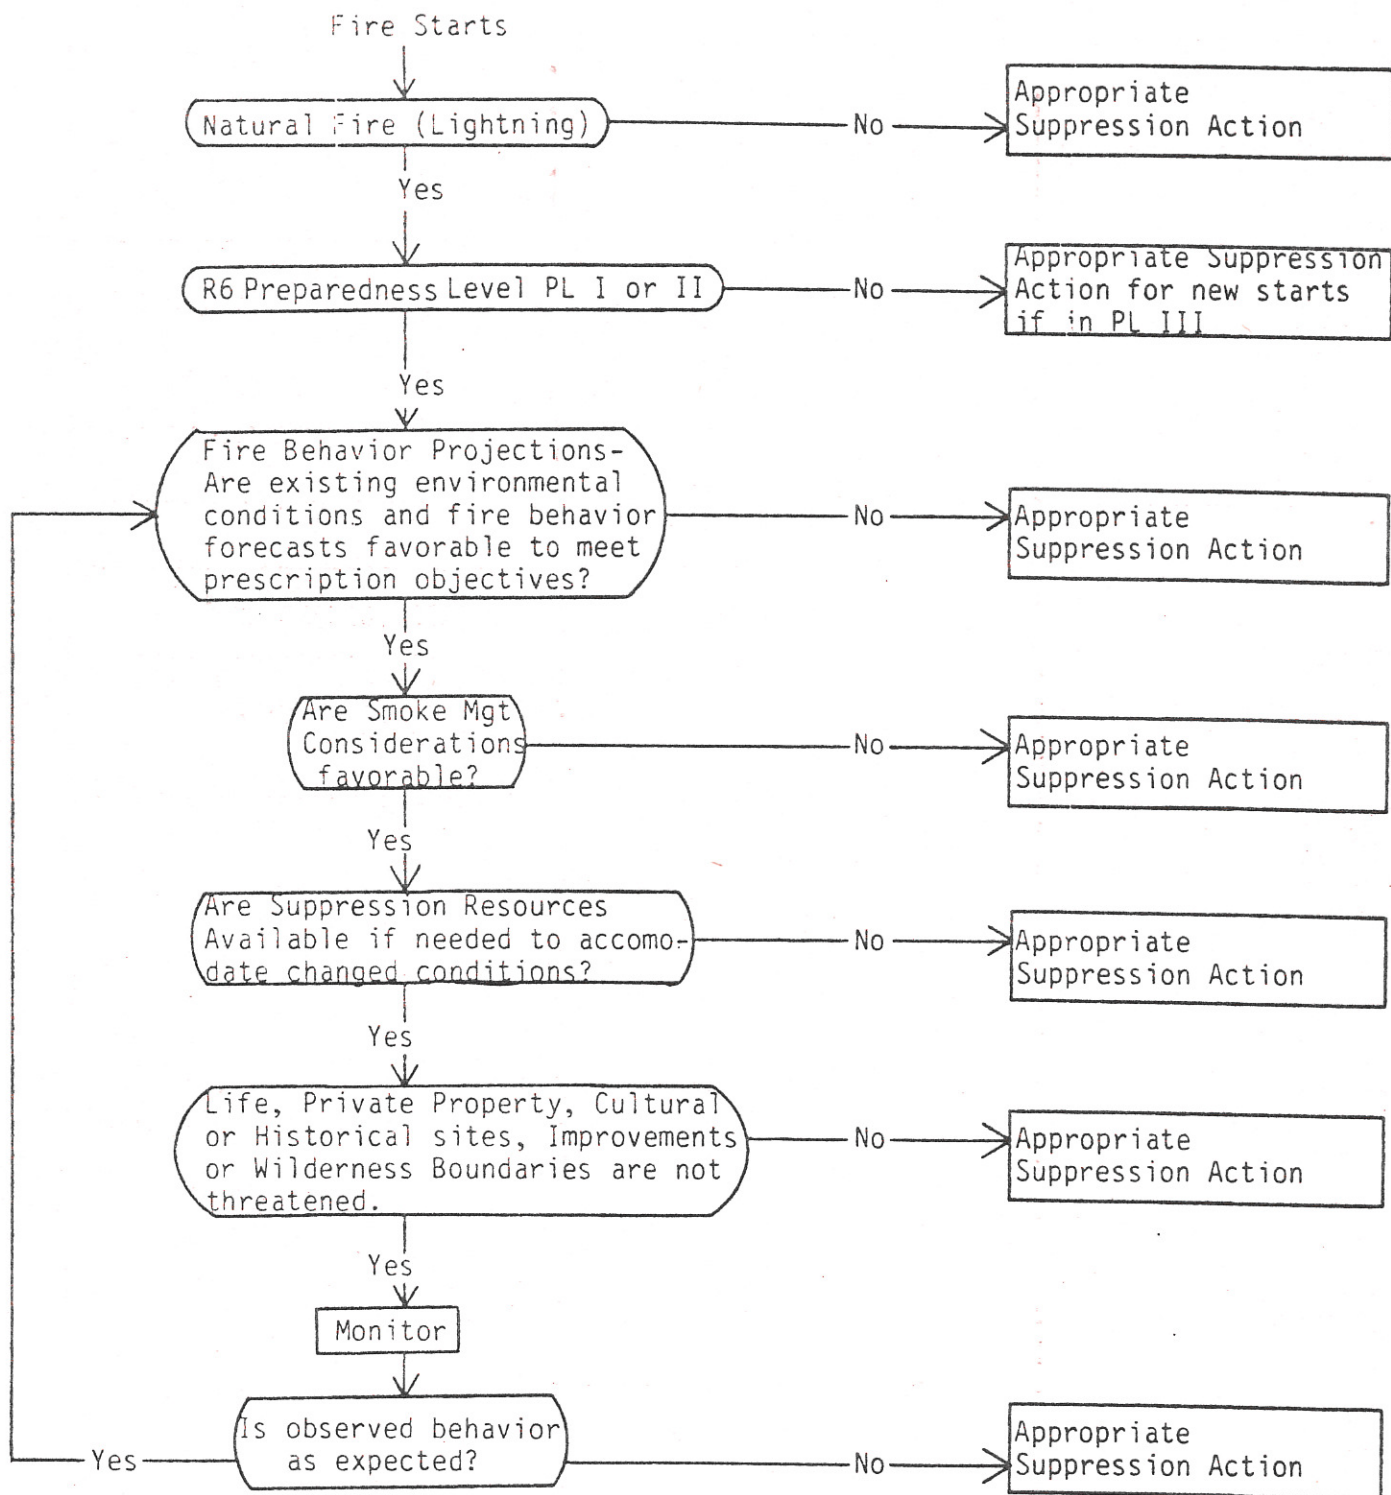 Fire Starts
Natural Fire (Lightning)
No
Appropriate
Suppression Action
Yes
R6 Preparedness Level PL I or II
No
Appropriate Suppression
Action for new starts
if in PL III
Yes
Fire Behavior Projections-
Are existing environmental
conditions and fire behavior
forecasts favorable to meet
prescription objectives?
No
Appropriate
Suppression Action
Yes
Are Smoke Mgt
Considerations
favorable?
No
Appropriate
Suppression Action
Yes
Are Suppression Resources
Available if needed to accomo-
date changed conditions?
No
Appropriate
Suppression Action
Yes
Life, Private Property, Cultural
or Historical sites, Improvements
or Wilderness Boundaries are not
threatened.
No
Appropriate
Suppression Action
Yes
Monitor
Is observed behavior
as expected?
Yes
No
Appropriate
Suppression Action